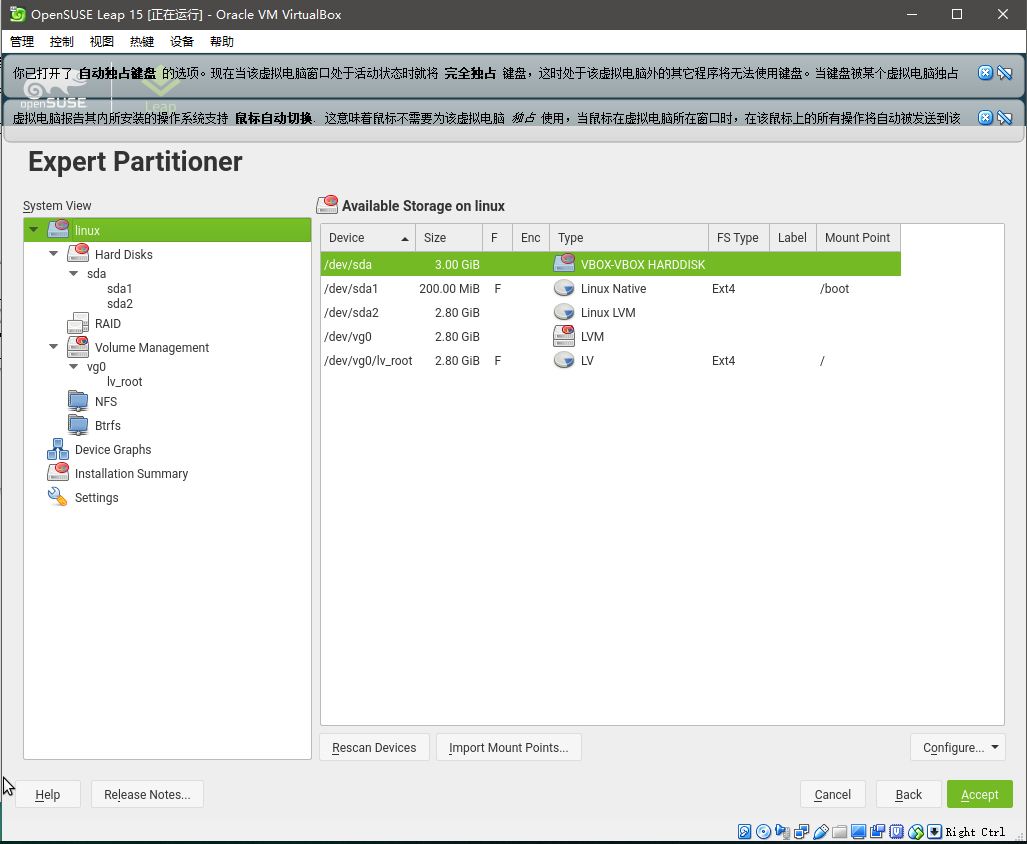 OpenSUSE Leap 15 [正在运行] - Oracle VM VirtualBox
管理 控制 视图 热键 设备 帮助
你已打开了 自动独占键盘 的选项。现在当该虚拟电脑窗口处于活动状态时就将 完全独占 键盘，这时处于该虚拟电脑外的其它程序将无法使用键盘。当键盘被某个虚拟电脑独占
openSUSE
Leap
虚拟电脑报告其内所安装的操作系统支持 鼠标自动切换. 这意味着鼠标不需要为该虚拟电脑 独占 使用，当鼠标在虚拟电脑所在窗口时，在该鼠标上的所有操作将自动被发送到该
Expert Partitioner
System View
linux
Hard Disks
sda
sda1
sda2
RAID
Volume Management
vg0
lv_root
NFS
Btrfs
Device Graphs
Installation Summary
Settings
Available Storage on linux
Device Size F Enc Type FS Type Label Mount Point
/dev/sda 3.00 GiB VBOX-VBOX HARDDISK
/dev/sda1 200.00 MiB F Linux Native Ext4 /boot
/dev/sda2 2.80 GiB Linux LVM
/dev/vg0 2.80 GiB LVM
/dev/vg0/lv_root 2.80 GiB F LV Ext4 /
Rescan Devices Import Mount Points... Configure...
Help Release Notes... Cancel Back Accept
Right Ctrl